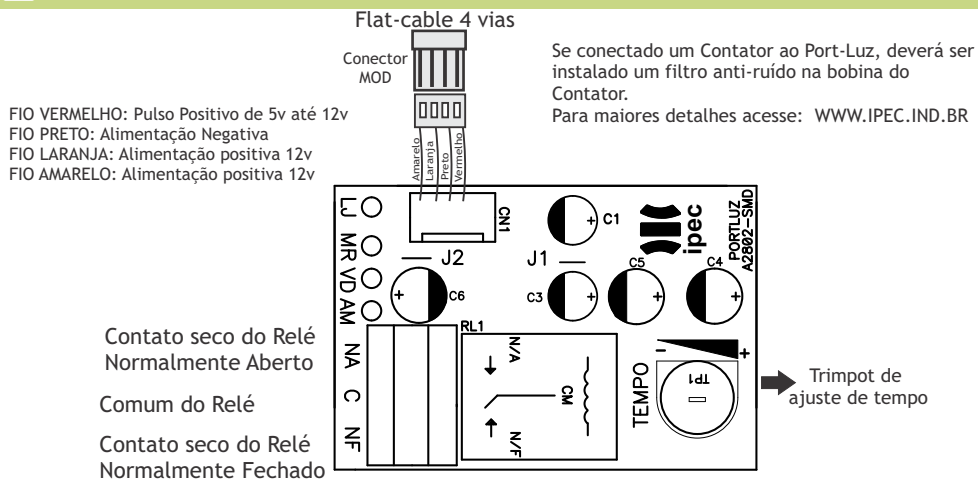 Flat-cable 4 vias
Conector
MOD
Se conectado um Contator ao Port-Luz, deverá ser
instalado um filtro anti-ruído na bobina do
Contator.
Para maiores detalhes acesse: WWW.IPEC.IND.BR
FIO VERMELHO: Pulso Positivo de 5v até 12v
FIO PRETO: Alimentação Negativa
FIO LARANJA: Alimentação positiva 12v
FIO AMARELO: Alimentação positiva 12v
Amarelo
Laranja
Preto
Vermelho
LJ
MR
VD
AM
NA
C
NF
CN1
J2
C6
J1
C1
C3
C5
C4
ipec
PORTLUZ
A2802-SMD
RL1
N/A
CM
N/F
TEMPO
- +
TP1
Contato seco do Relé
Normalmente Aberto
Comum do Relé
Contato seco do Relé
Normalmente Fechado
Trimpot de
ajuste de tempo